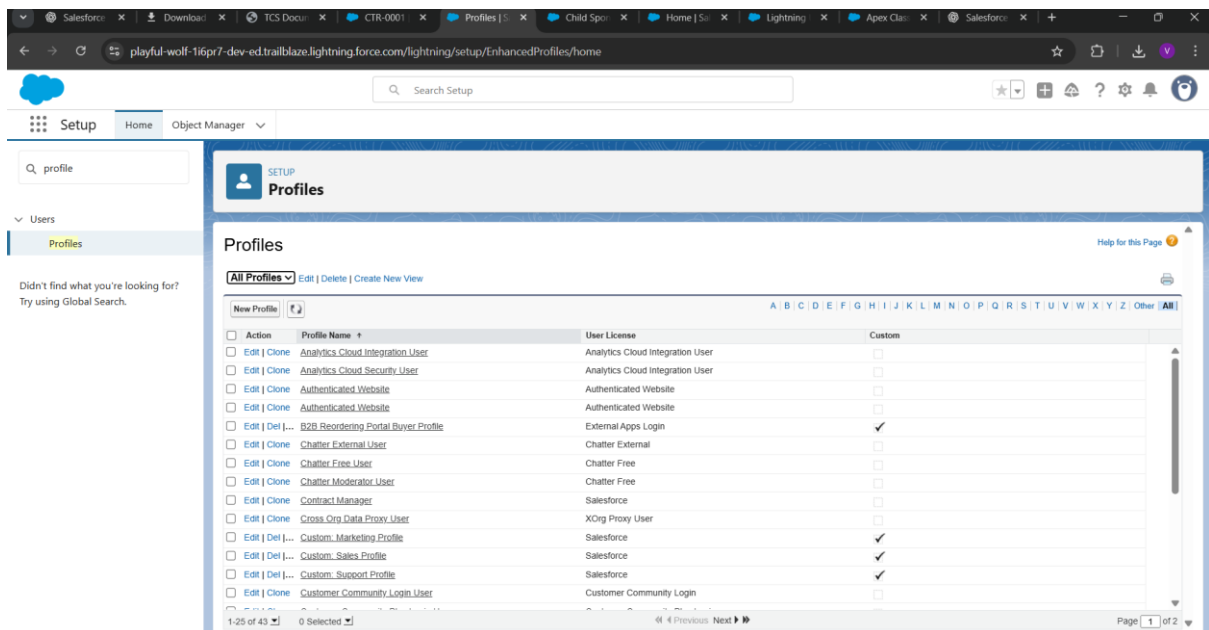 Salesforce
Download
TCS Docun
CTR-0001 |
Profiles | S
Child Spon
Home | Sal
Lightning
Apex Class
Salesforce
playful-wolf-1i6pr7-dev-ed.trailblaze.lightning.force.com/lightning/setup/EnhancedProfiles/home
V
Search Setup
Setup
Home
Object Manager
profile
SETUP
Profiles
Users
Profiles
Didn't find what you're looking for?
Try using Global Search.
Profiles
Help for this Page
All Profiles Edit | Delete | Create New View
New Profile A | B | C | D | E | F | G | H | I | J | K | L | M | N | O | P | Q | R | S | T | U | V | W | X | Y | Z | Other All
Action Profile Name User License Custom
Edit | Clone Analytics Cloud Integration User Analytics Cloud Integration User
Edit | Clone Analytics Cloud Security User Analytics Cloud Integration User
Edit | Clone Authenticated Website Authenticated Website
Edit | Clone Authenticated Website Authenticated Website
Edit | Del |... B2B Reordering Portal Buyer Profile External Apps Login
Edit | Clone Chatter External User Chatter External
Edit | Clone Chatter Free User Chatter Free
Edit | Clone Chatter Moderator User Chatter Free
Edit | Clone Contract Manager Salesforce
Edit | Clone Cross Org Data Proxy User XOrg Proxy User
Edit | Del |... Custom: Marketing Profile Salesforce
Edit | Del |... Custom: Sales Profile Salesforce
Edit | Del |... Custom: Support Profile Salesforce
Edit | Clone Customer Community Login User Customer Community Login
1-25 of 43 0 Selected Previous Next Page 1 of 2